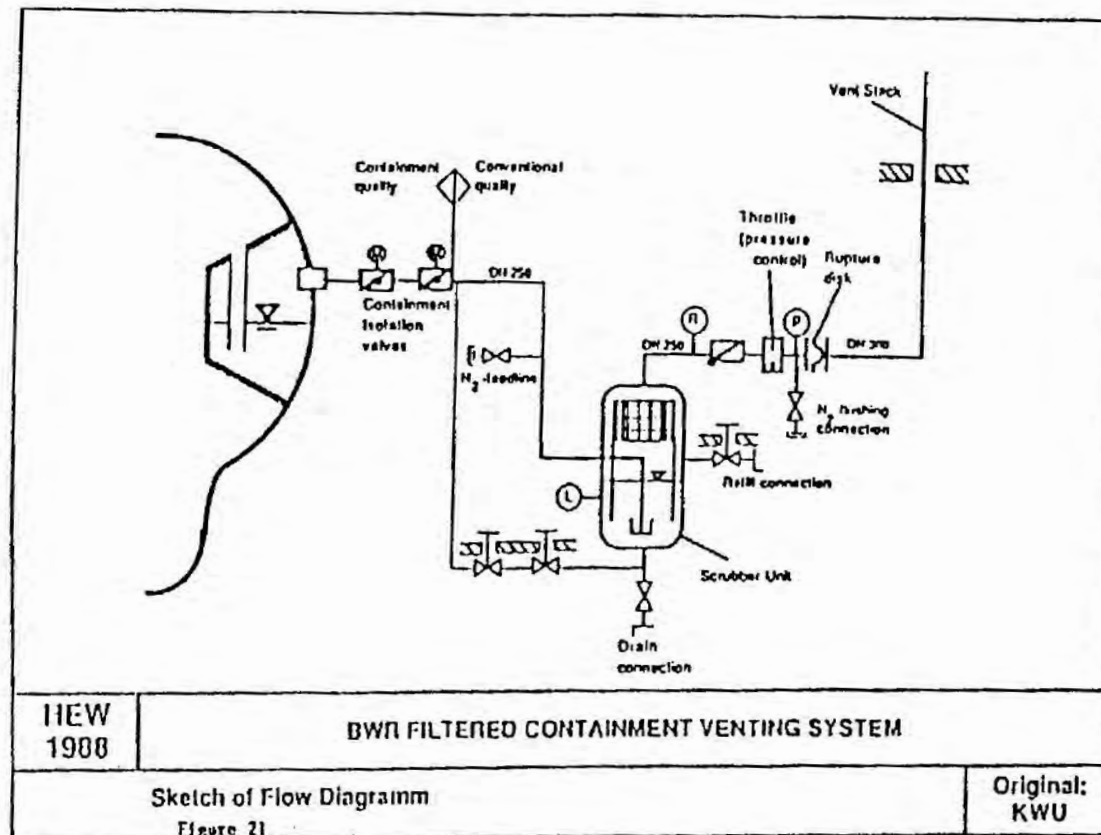 Vent Stack
Containment quality
Conventional quality
Throttle
(pressure
control)
Rupture
disk
DN 250
Containment
Isolation
valves
N2-feedline
R
P
DN 250
N2 flushing
connection
Refill connection
L
Scrubber Unit
Drain
connection
HEW
1988
BWR FILTERED CONTAINMENT VENTING SYSTEM
Sketch of Flow Diagramm
Figure 21
Original:
KWU